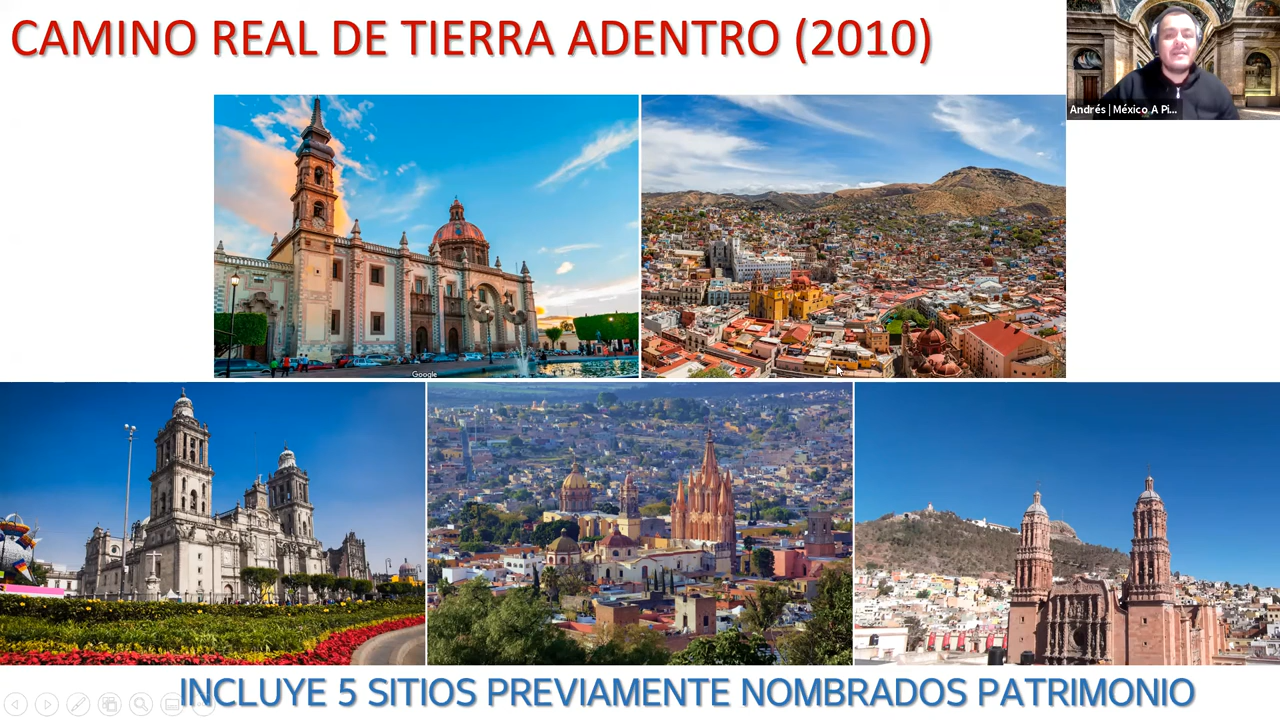 CAMINO REAL DE TIERRA ADENTRO (2010)
Andrés | México A Pi...
Google
INCLUYE 5 SITIOS PREVIAMENTE NOMBRADOS PATRIMONIO